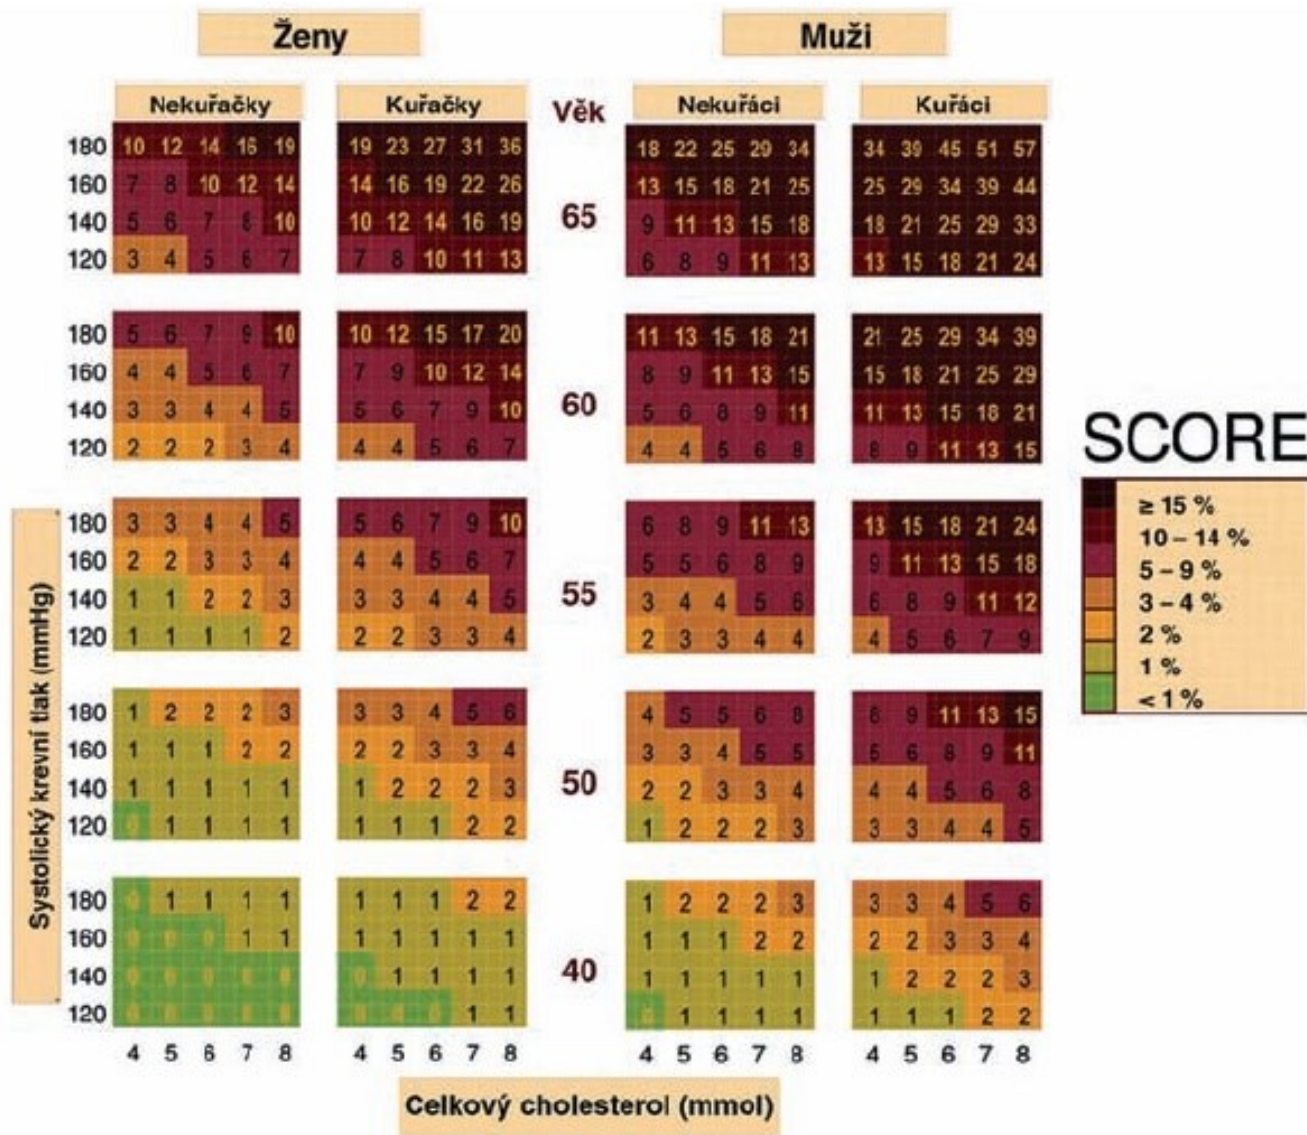 Ženy Muži
Nekuřačky Kuřačky Věk Nekuřáci Kuřáci
180 10 12 14 16 19 19 23 27 31 36 18 22 25 29 34 34 39 45 51 57
160 7 8 10 12 14 14 16 19 22 26 13 15 18 21 25 25 29 34 39 44
65
140 5 6 7 8 10 10 12 14 16 19 9 11 13 15 18 18 21 25 29 33
120 3 4 5 6 7 7 8 10 11 13 6 8 9 11 13 13 15 18 21 24
180 5 6 7 9 10 10 12 15 17 20 11 13 15 18 21 21 25 29 34 39
160 4 4 5 6 7 7 9 10 12 14 8 9 11 13 15 15 18 21 25 29
60
140 3 3 4 4 5 5 6 7 9 10 5 6 8 9 11 11 13 15 18 21
120 2 2 2 3 4 4 4 5 6 7 4 4 5 6 8 8 9 11 13 15
180 3 3 4 4 5 5 6 7 9 10 6 8 9 11 13 13 15 18 21 24
160 2 2 3 3 4 4 4 5 6 7 5 5 6 8 9 9 11 13 15 18
55
140 1 1 2 2 3 3 3 4 4 5 3 4 4 5 6 6 8 9 11 12
120 1 1 1 1 2 2 2 3 3 4 2 3 3 4 4 4 5 6 7 9
180 1 2 2 2 3 3 3 4 5 6 4 5 5 6 8 6 9 11 13 15
160 1 1 1 2 2 2 2 3 3 4 3 3 4 5 5 5 6 8 9 11
50
140 1 1 1 1 1 1 2 2 2 3 2 2 3 3 4 4 4 5 6 8
120 0 1 1 1 1 1 1 1 2 2 1 2 2 2 3 3 3 4 4 5
180 0 1 1 1 1 1 1 1 2 2 1 2 2 2 3 3 3 4 5 6
160 0 0 0 1 1 1 1 1 1 1 1 1 1 2 2 2 2 3 3 4
40
140 0 0 0 0 0 0 1 1 1 1 1 1 1 1 1 1 2 2 2 3
120 0 0 0 0 0 0 0 0 1 1 0 1 1 1 1 1 1 1 2 2
4 5 6 7 8 4 5 6 7 8 4 5 6 7 8 4 5 6 7 8
Systolický krevní tlak (mmHg)
Celkový cholesterol (mmol)
SCORE
≥ 15 %
10 – 14 %
5 – 9 %
3 – 4 %
2 %
1 %
< 1 %